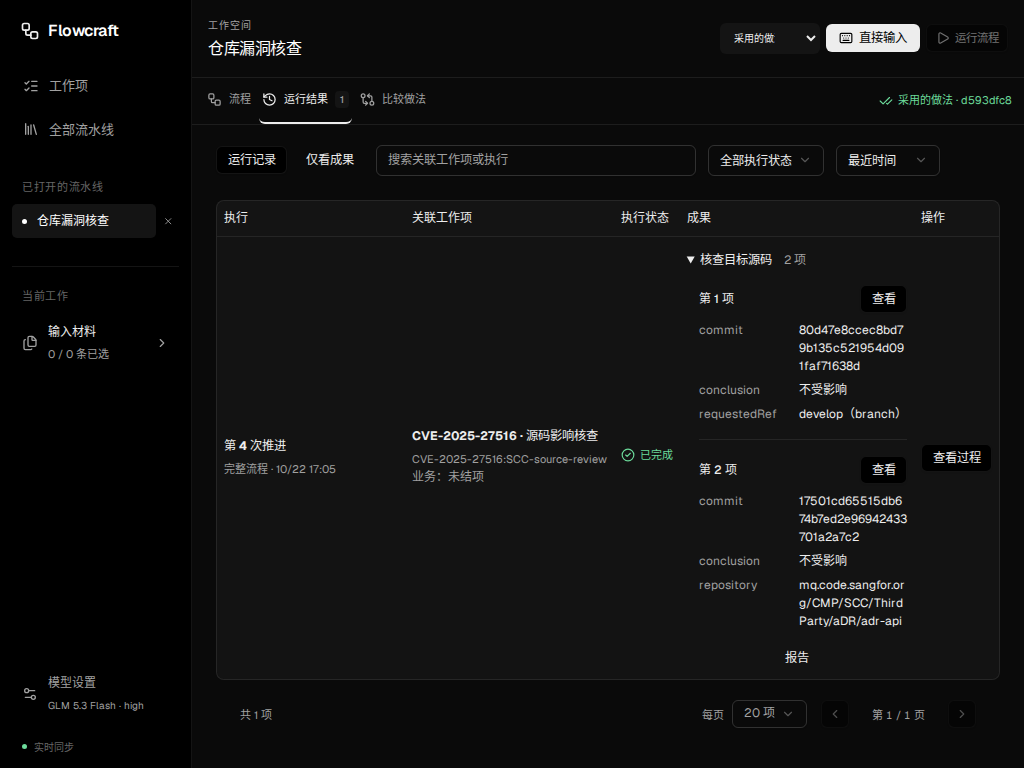 Flowcraft
工作项
全部流水线
已打开的流水线
仓库漏洞核查
×
当前工作
输入材料
0 / 0 条已选
模型设置
GLM 5.3 Flash · high
实时同步
工作空间
仓库漏洞核查
采用的做
直接输入
运行流程
流程
运行结果 1
比较做法
采用的做法 · d593dfc8
运行记录
仅看成果
搜索关联工作项或执行
全部执行状态
最近时间
执行 关联工作项 执行状态 成果 操作
第 4 次推进
完整流程 · 10/22 17:05
CVE-2025-27516 · 源码影响核查
CVE-2025-27516:SCC-source-review
业务：未结项
已完成
核查目标源码 2 项
第 1 项 查看
commit 80d47e8ccec8bd7
9b135c521954d09
1faf71638d
conclusion 不受影响
requestedRef develop（branch）
第 2 项 查看
commit 17501cd65515db6
74b7ed2e96942433
701a2a7c2
conclusion 不受影响
repository mq.code.sangfor.or
g/CMP/SCC/Third
Party/aDR/adr-api
报告
查看过程
共 1 项
每页 20 项
第 1 / 1 页